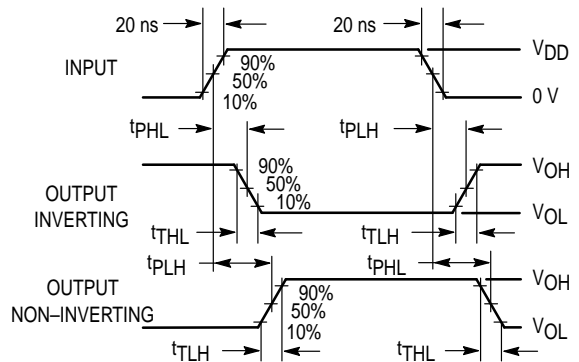 20 ns
20 ns
INPUT
90%
50%
10%
VDD
0 V
tPHL
tPLH
OUTPUT
INVERTING
90%
50%
10%
VOH
VOL
tTHL
tTLH
tPLH
tPHL
OUTPUT
NON–INVERTING
90%
50%
10%
VOH
VOL
tTLH
tTHL